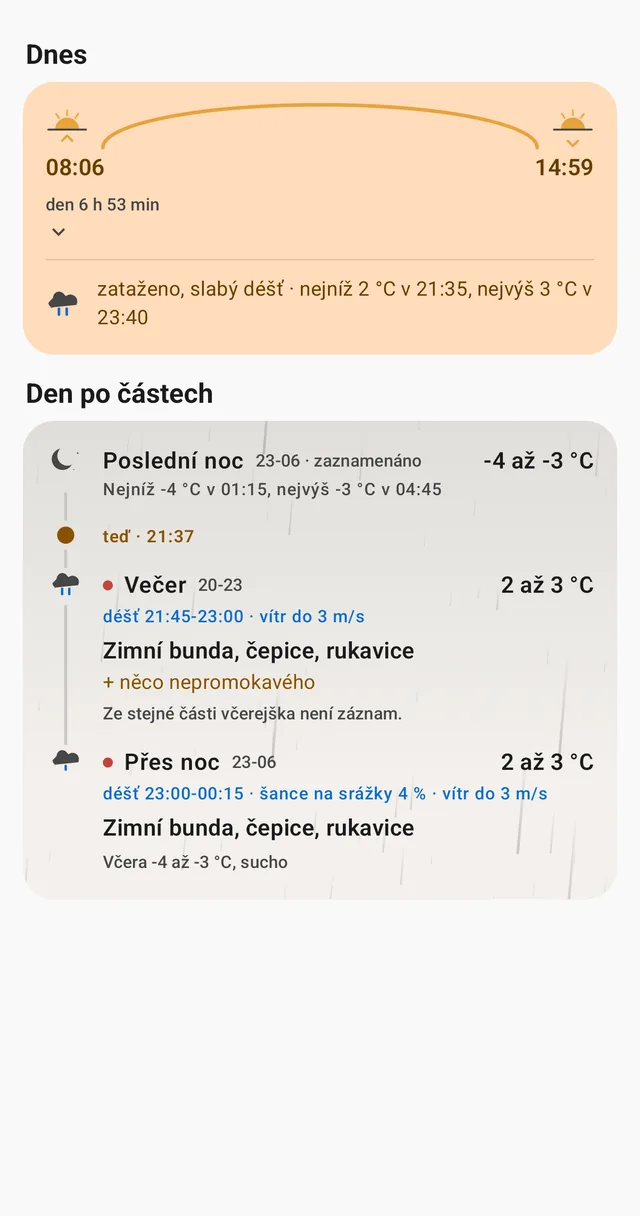 Dnes
08:06
14:59
den 6 h 53 min
zataženo, slabý déšť · nejníž 2 °C v 21:35, nejvýš 3 °C v
23:40
Den po částech
Poslední noc 23-06 · zaznamenáno -4 až -3 °C
Nejníž -4 °C v 01:15, nejvýš -3 °C v 04:45
teď · 21:37
Večer 20-23 2 až 3 °C
déšť 21:45-23:00 · vítr do 3 m/s
Zimní bunda, čepice, rukavice
+ něco nepromokavého
Ze stejné části včerejška není záznam.
Přes noc 23-06 2 až 3 °C
déšť 23:00-00:15 · šance na srážky 4 % · vítr do 3 m/s
Zimní bunda, čepice, rukavice
Včera -4 až -3 °C, sucho